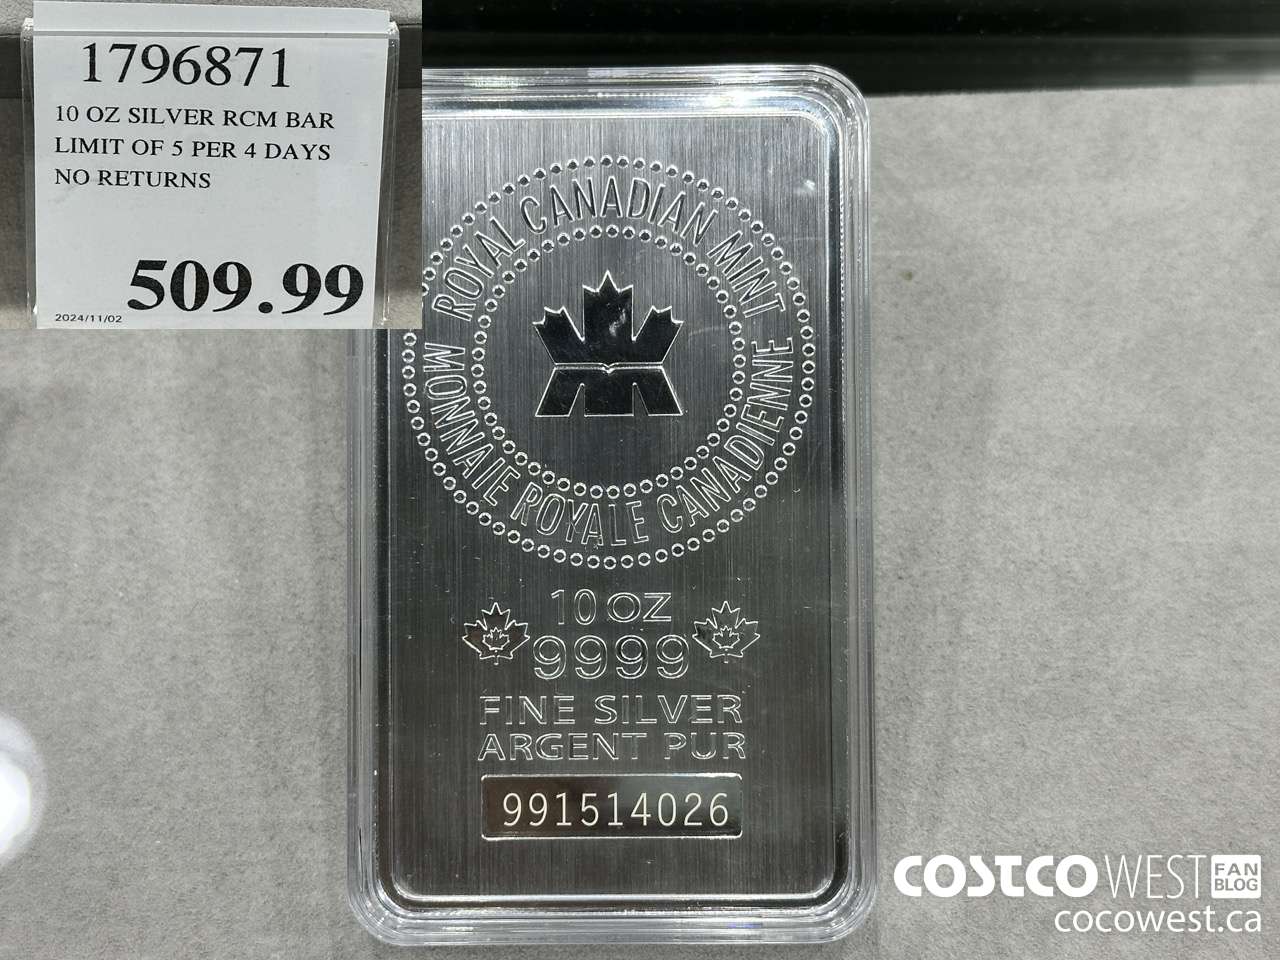 1796871
10 OZ SILVER RCM BAR
LIMIT OF 5 PER 4 DAYS
NO RETURNS
509.99
2024/11/02
ROYAL CANADIAN MINT
MONNAIE ROYALE CANADIENNE
10 OZ
9999
FINE SILVER
ARGENT PUR
991514026
COSTCO WEST FAN BLOG
cocowest.ca